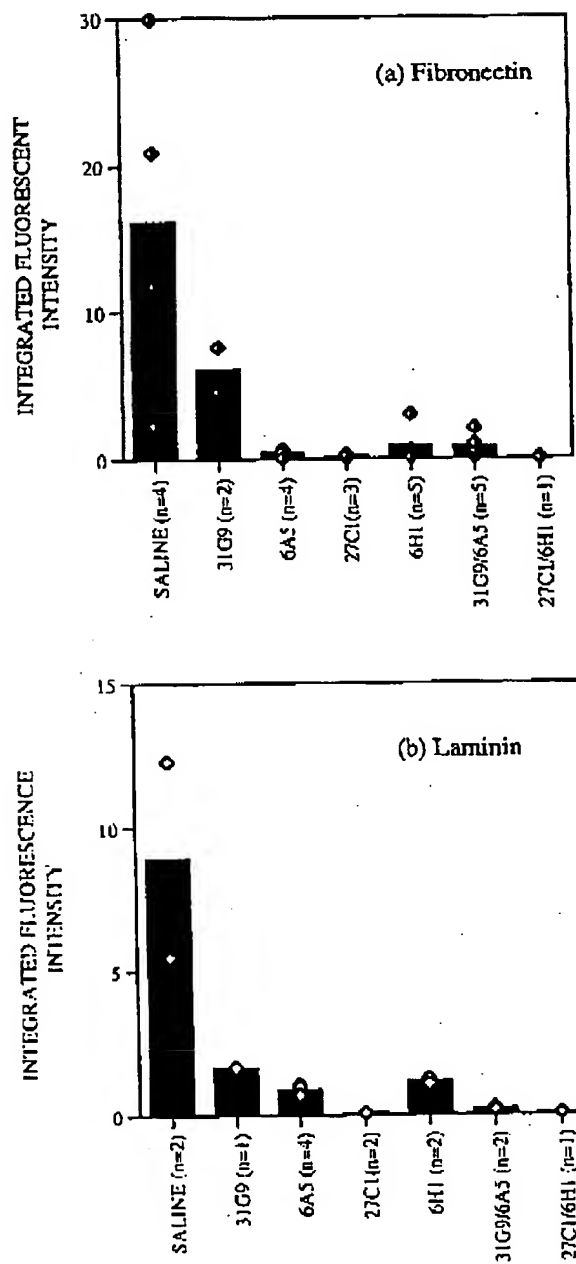 (a) Fibronectin
INTEGRATED FLUORESCENT
INTENSITY
30
20
10
0
SALINE (n=4)
31G9 (n=2)
6A5 (n=4)
27C1(n=3)
6H1 (n=5)
31G9/6A5 (n=5)
27C1/6H1 (n=1)
(b) Laminin
INTEGRATED FLUORESCENCE
INTENSITY
15
10
5
0
SALINE (n=2)
31G9 (n=1)
6A5 (n=4)
27C1(n=2)
6H1 (n=2)
31G9/6A5 (n=2)
27C1/6H1 (n=1)